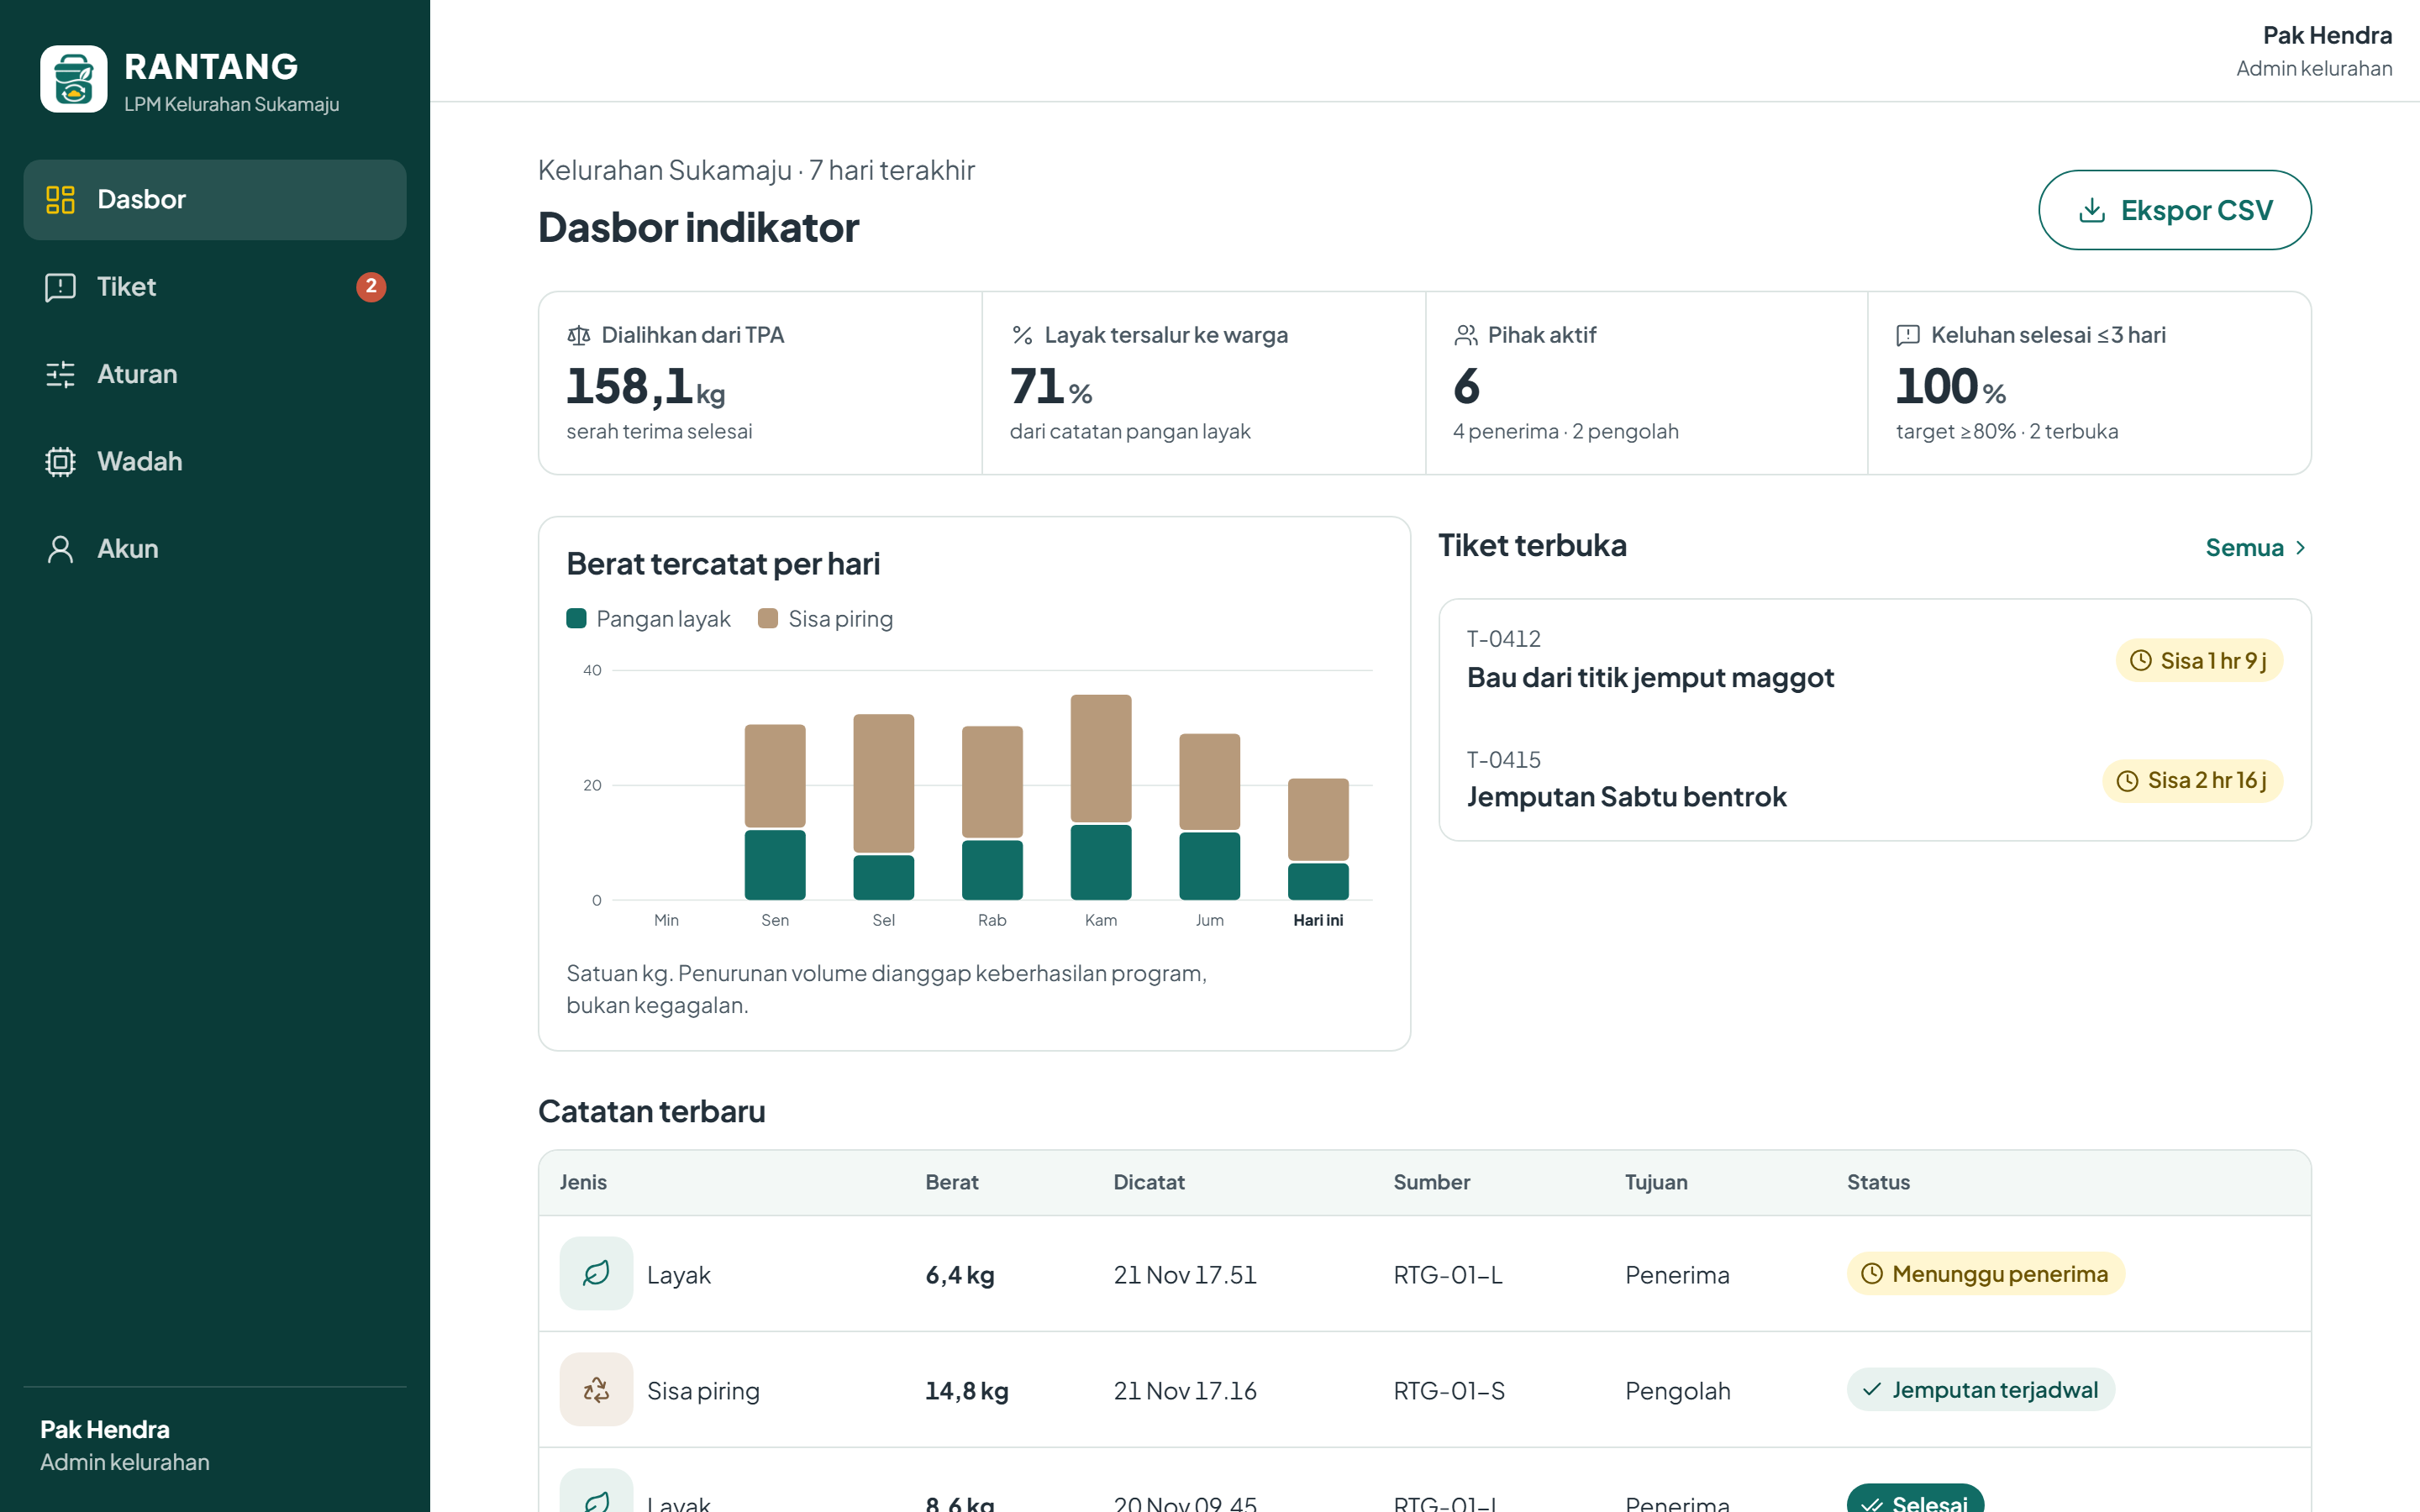 RANTANG
LPM Kelurahan Sukamaju
Dasbor
Tiket
2
Aturan
Wadah
Akun
Pak Hendra
Admin kelurahan
Pak Hendra
Admin kelurahan
Kelurahan Sukamaju · 7 hari terakhir
Dasbor indikator
Ekspor CSV
Dialihkan dari TPA
158,1 kg
serah terima selesai
Layak tersalur ke warga
71 %
dari catatan pangan layak
Pihak aktif
6
4 penerima · 2 pengolah
Keluhan selesai ≤3 hari
100 %
target ≥80% · 2 terbuka
Berat tercatat per hari
Pangan layak
Sisa piring
40
20
0
Min
Sen
Sel
Rab
Kam
Jum
Hari ini
Satuan kg. Penurunan volume dianggap keberhasilan program,
bukan kegagalan.
Tiket terbuka
Semua
T-0412
Bau dari titik jemput maggot
Sisa 1 hr 9 j
T-0415
Jemputan Sabtu bentrok
Sisa 2 hr 16 j
Catatan terbaru
Jenis Berat Dicatat Sumber Tujuan Status
Layak 6,4 kg 21 Nov 17.51 RTG-01-L Penerima Menunggu penerima
Sisa piring 14,8 kg 21 Nov 17.16 RTG-01-S Pengolah Jemputan terjadwal
Layak 8,6 kg 20 Nov 09.45 RTG-01-L Penerima Selesai